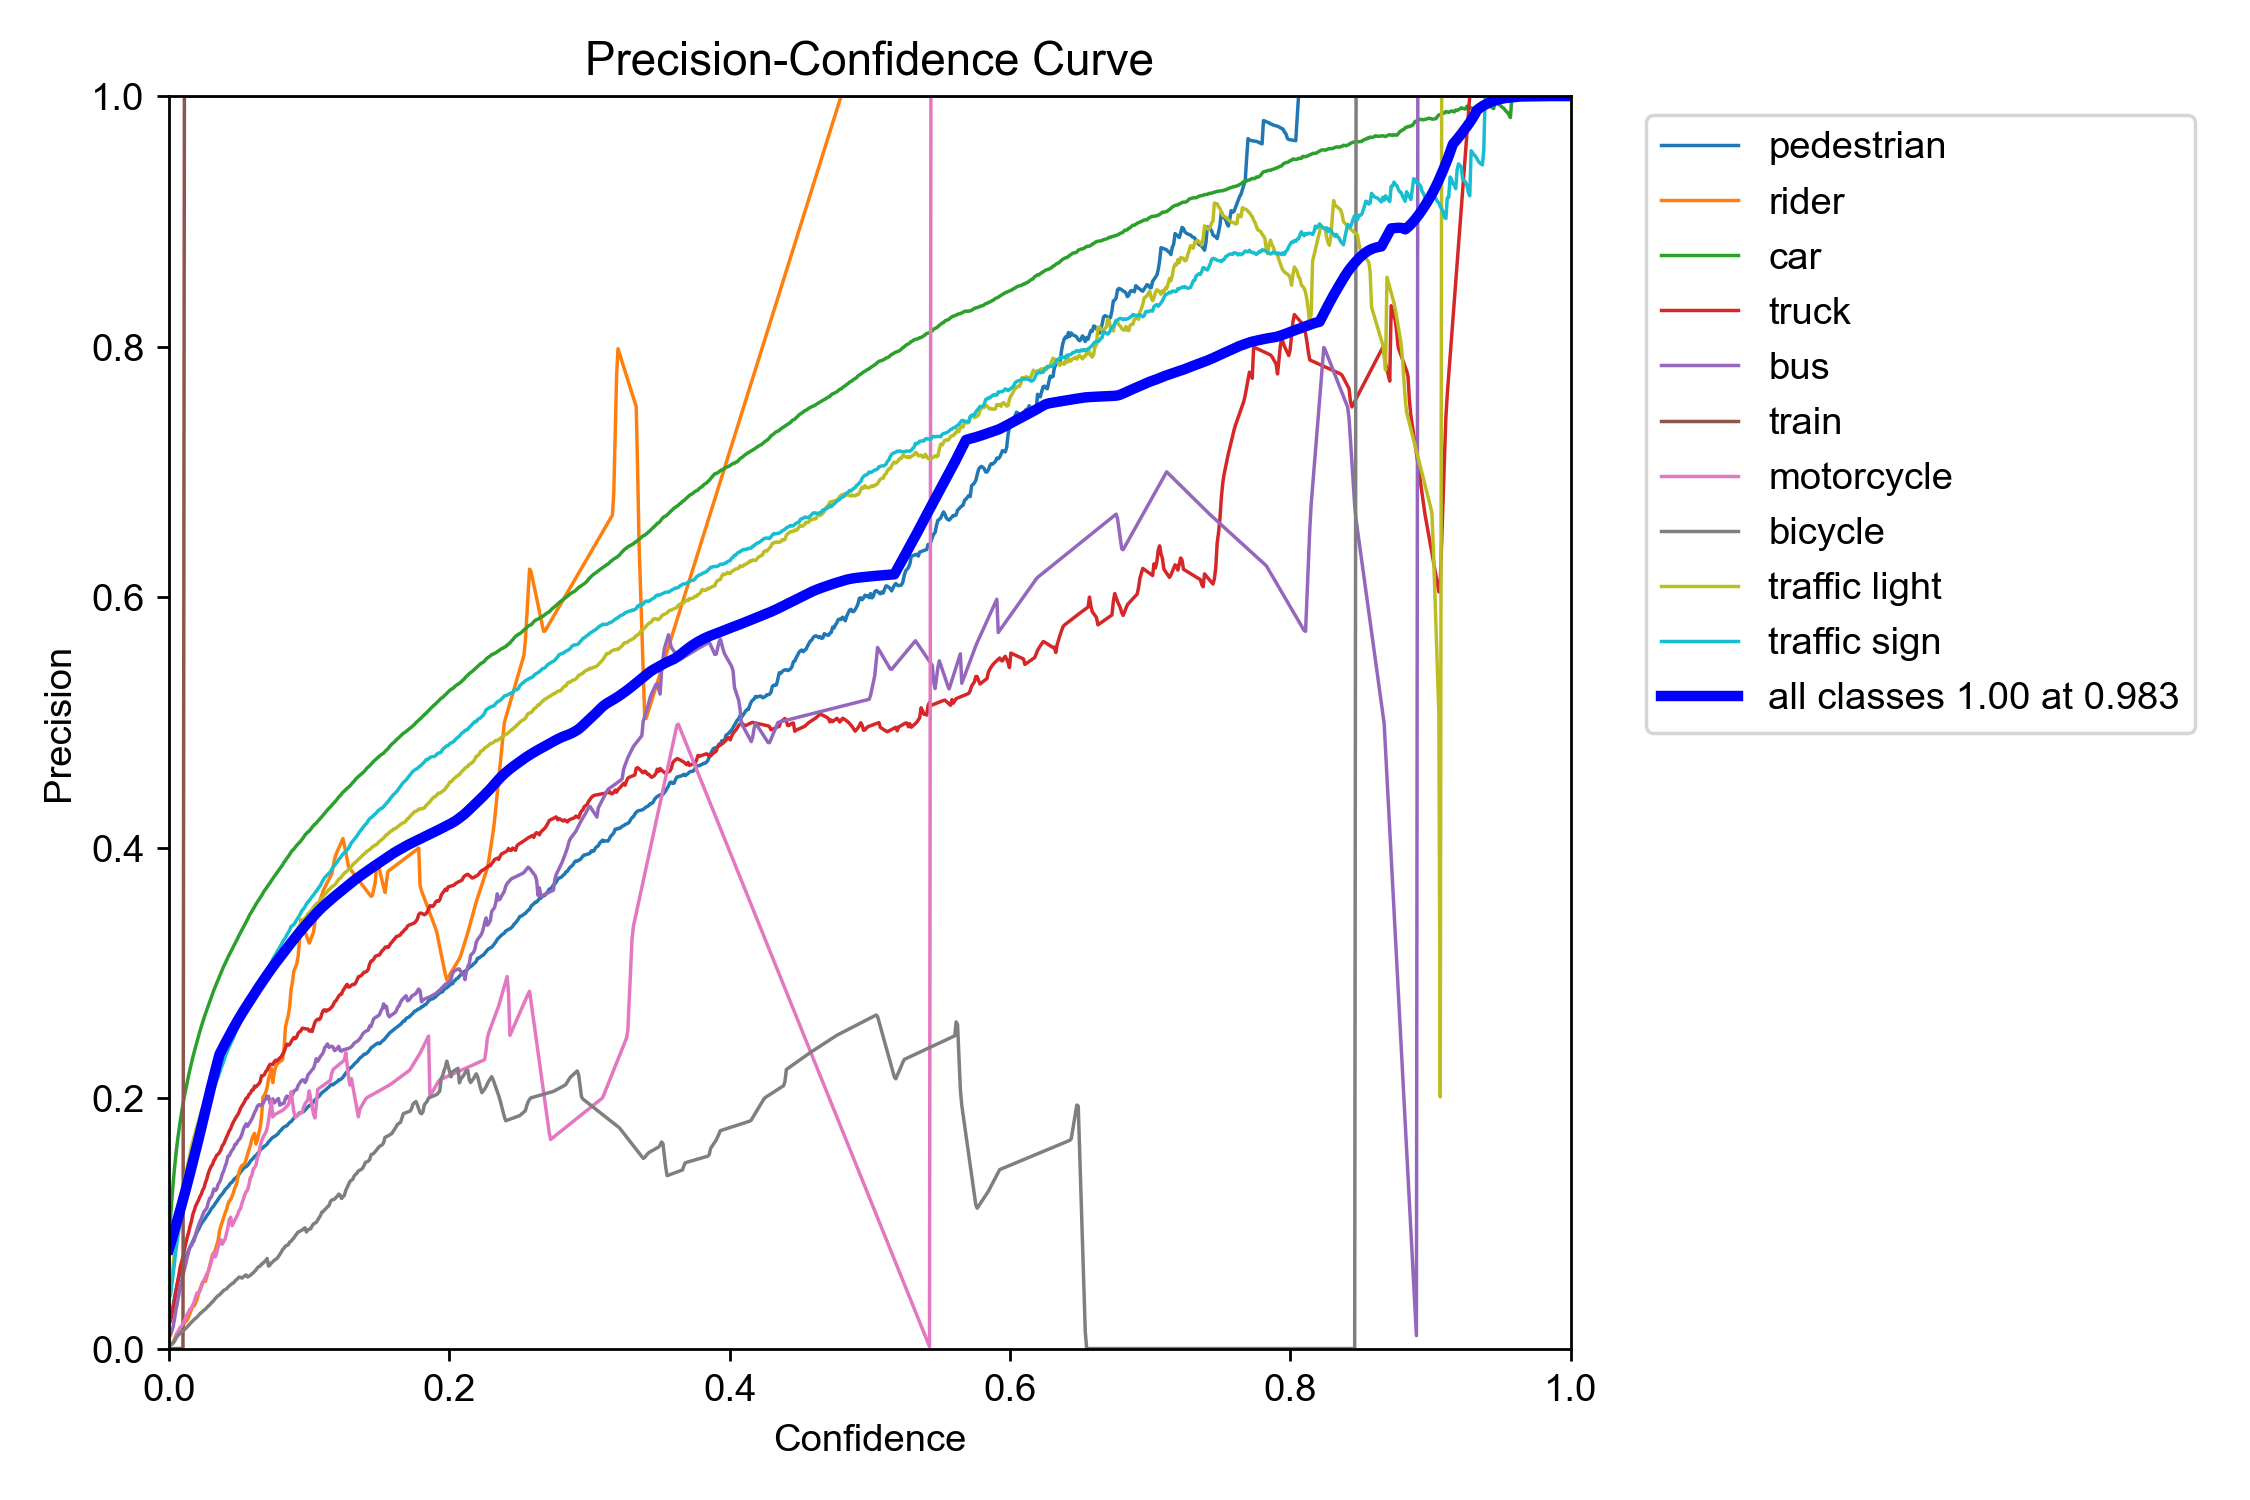 Precision-Confidence Curve
1.0
0.8
0.6
0.4
0.2
0.0
Precision
0.0 0.2 0.4 0.6 0.8 1.0
Confidence
pedestrian
rider
car
truck
bus
train
motorcycle
bicycle
traffic light
traffic sign
all classes 1.00 at 0.983